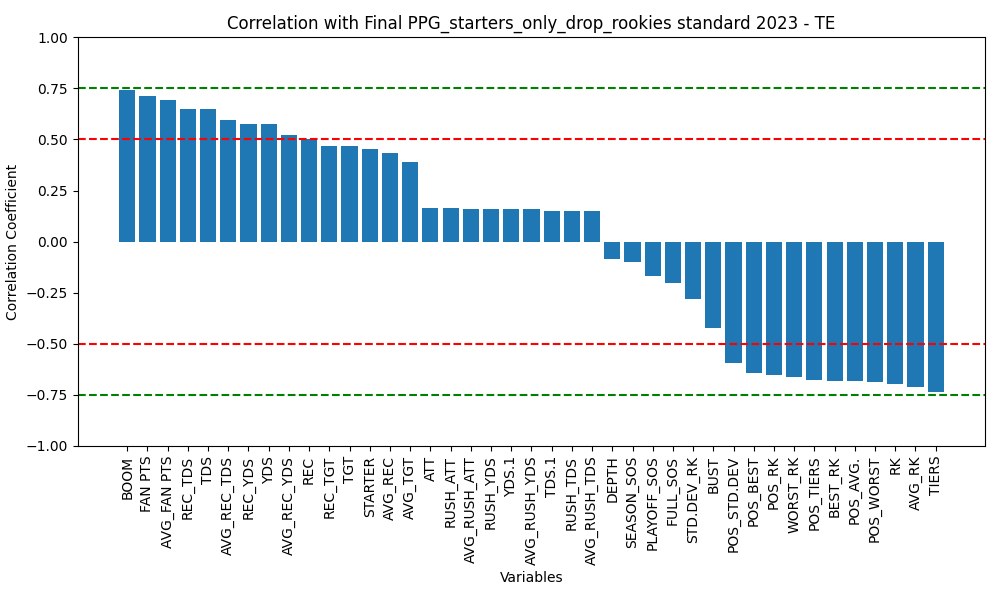 Correlation with Final PPG_starters_only_drop_rookies standard 2023 - TE
Correlation Coefficient
1.00
0.75
0.50
0.25
0.00
−0.25
−0.50
−0.75
−1.00
BOOM
FAN PTS
AVG_FAN PTS
REC_TDS
TDS
AVG_REC_TDS
REC_YDS
YDS
AVG_REC_YDS
REC
REC_TGT
TGT
STARTER
AVG_REC
AVG_TGT
ATT
RUSH_ATT
AVG_RUSH_ATT
RUSH_YDS
YDS.1
AVG_RUSH_YDS
TDS.1
RUSH_TDS
AVG_RUSH_TDS
DEPTH
SEASON_SOS
PLAYOFF_SOS
FULL_SOS
STD.DEV_RK
BUST
POS_STD.DEV
POS_BEST
POS_RK
WORST_RK
POS_TIERS
BEST_RK
POS_AVG.
POS_WORST
RK
AVG_RK
TIERS
Variables